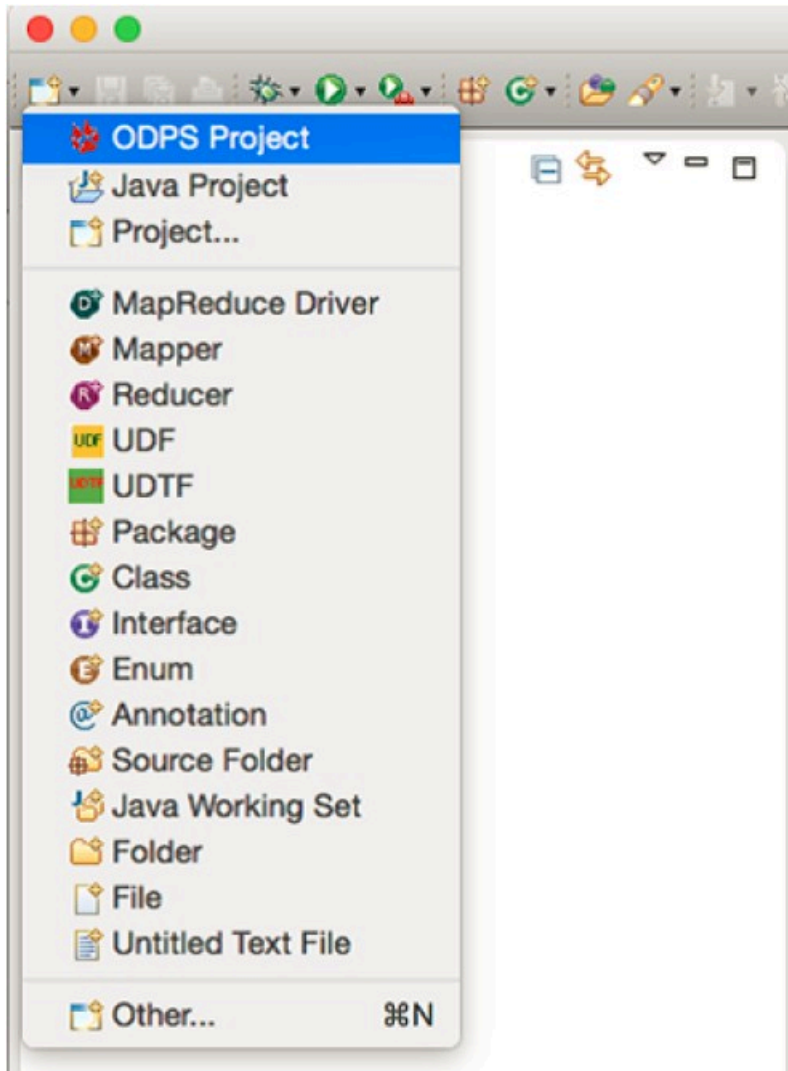 ODPS Project
Java Project
Project...
MapReduce Driver
Mapper
Reducer
UDF UDF
UDTF UDTF
Package
Class
Interface
Enum
Annotation
Source Folder
Java Working Set
Folder
File
Untitled Text File
Other... ⌘N